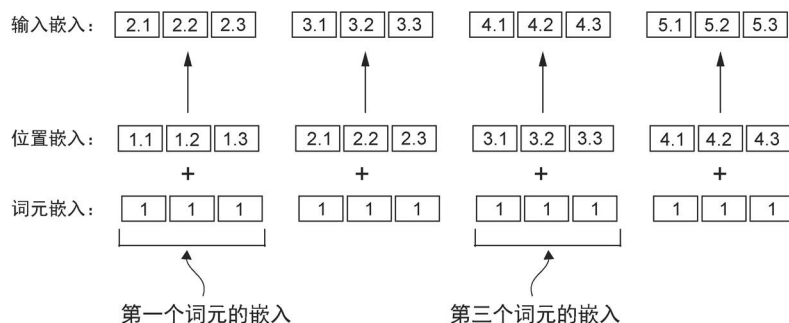 输入嵌入： 2.1 2.2 2.3 3.1 3.2 3.3 4.1 4.2 4.3 5.1 5.2 5.3
位置嵌入： 1.1 1.2 1.3 2.1 2.2 2.3 3.1 3.2 3.3 4.1 4.2 4.3
+ + + +
词元嵌入： 1 1 1 1 1 1 1 1 1 1 1 1
第一个词元的嵌入 第三个词元的嵌入